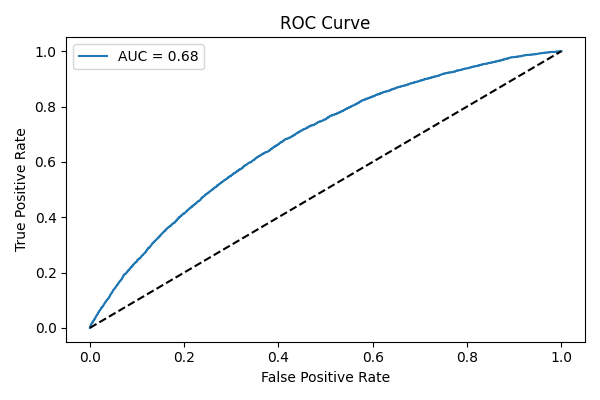 ROC Curve
AUC = 0.68
True Positive Rate
1.0
0.8
0.6
0.4
0.2
0.0
0.0 0.2 0.4 0.6 0.8 1.0
False Positive Rate